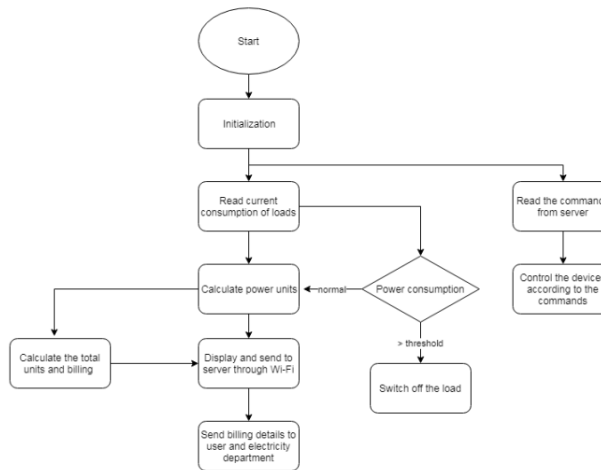 Start
Initialization
Read current
consumption of loads
Read the command
from server
Calculate power units
normal
Power consumption
Control the device
according to the
commands
> threshold
Calculate the total
units and billing
Display and send to
server through Wi-Fi
Switch off the load
Send billing details to
user and electricity
department